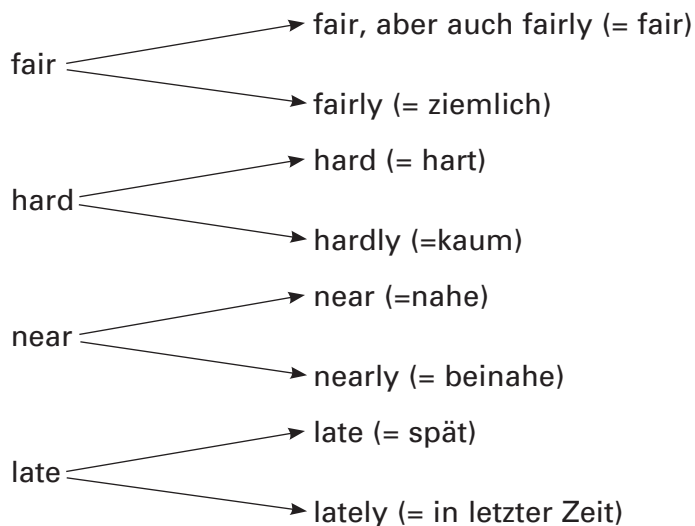 fair, aber auch fairly (= fair)
fair
fairly (= ziemlich)
hard (= hart)
hard
hardly (=kaum)
near (=nahe)
near
nearly (= beinahe)
late (= spät)
late
lately (= in letzter Zeit)